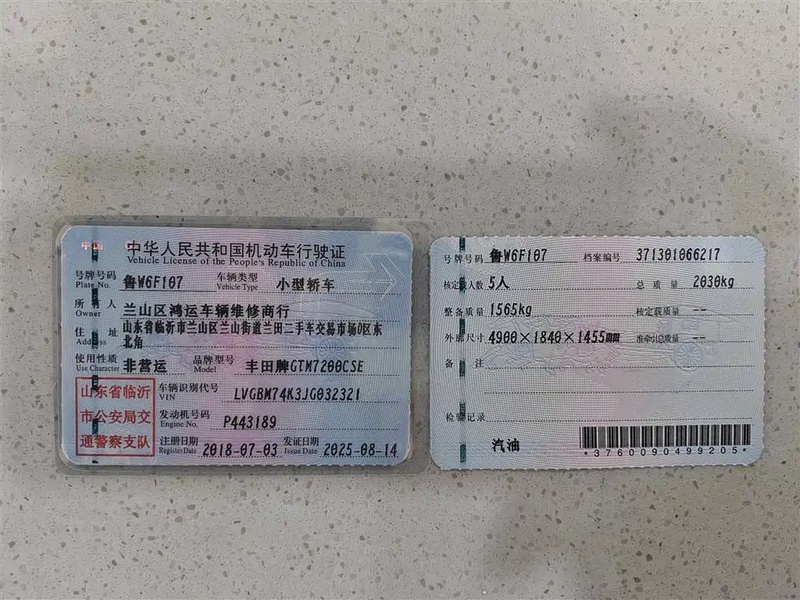 中国
中华人民共和国机动车行驶证
Vehicle License of the People's Republic of China
号牌号码 Plate No. 鲁W6F107 车辆类型 Vehicle Type 小型轿车
所有人 Owner 兰山区鸿运车辆维修商行
住址 Address 山东省临沂市兰山区兰山街道兰田二手车交易市场D区东
北角
使用性质 Use Character 非营运 品牌型号 Model 丰田牌GTM7200CSE
山东省临沂
市公安局交
通警察支队
车辆识别代号 VIN LVGBM74K3JG032321
发动机号码 Engine No. P443189
注册日期 Register Date 2018-07-03 发证日期 Issue Date 2025-08-14
号牌号码 鲁W6F107 档案编号 371301066217
核定载人数 5人 总质量 2030kg
整备质量 1565kg 核定载质量 --
外廓尺寸 4900×1840×1455mm 准牵引总质量 --
备注
检验记录
汽油
*3760090499205*